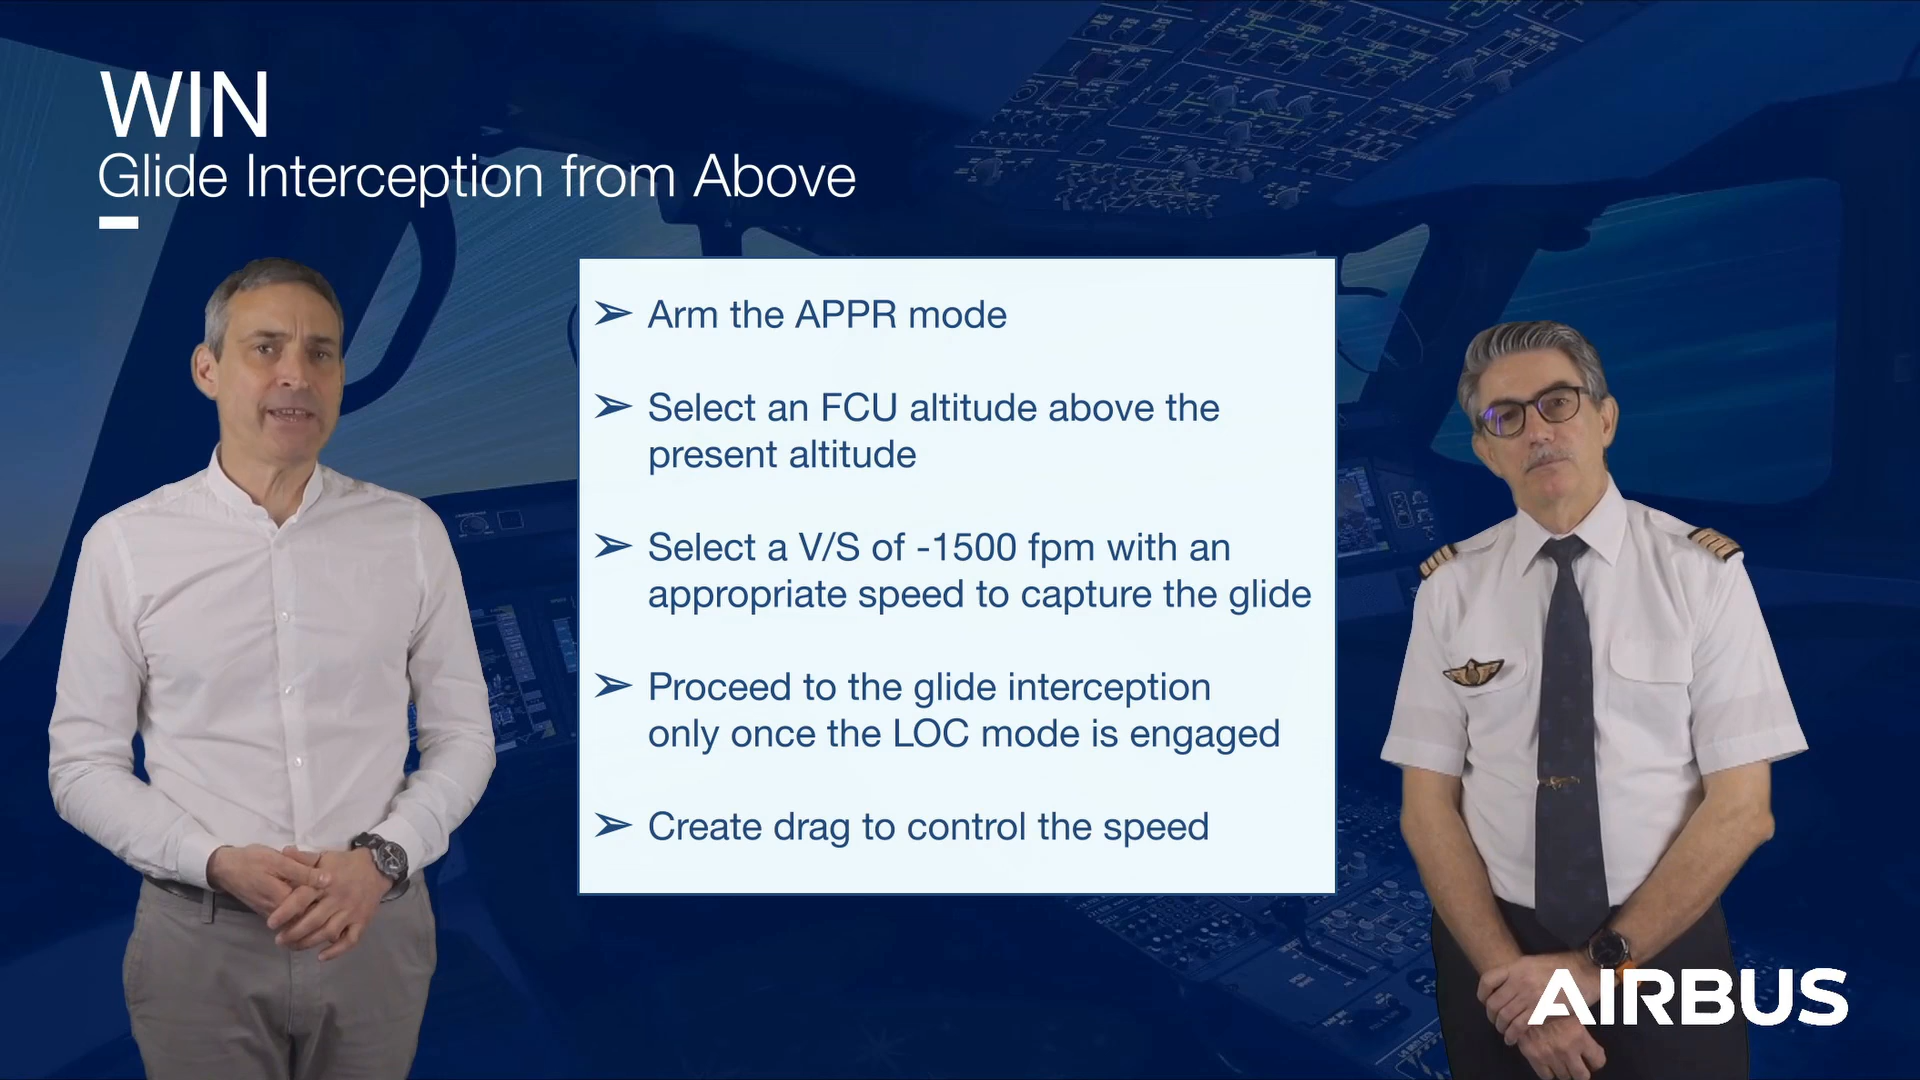 WIN
Glide Interception from Above
➢ Arm the APPR mode
➢ Select an FCU altitude above the
present altitude
➢ Select a V/S of -1500 fpm with an
appropriate speed to capture the glide
➢ Proceed to the glide interception
only once the LOC mode is engaged
➢ Create drag to control the speed
AIRBUS